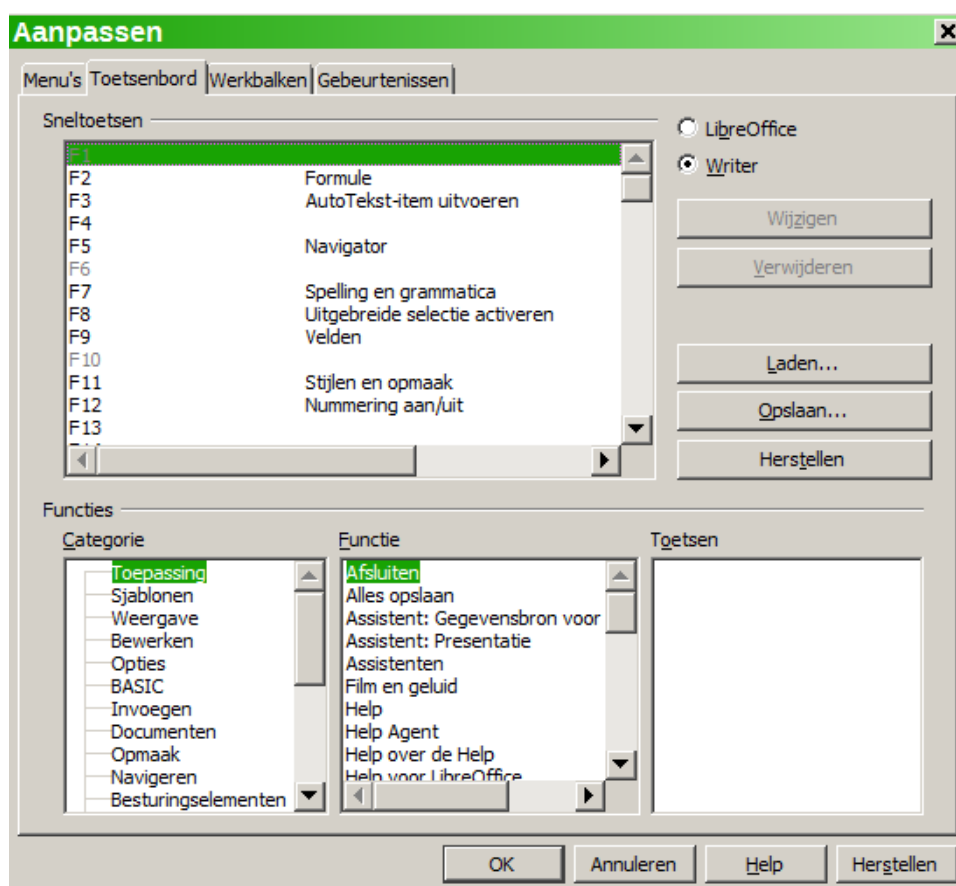 Aanpassen
Menu's Toetsenbord Werkbalken Gebeurtenissen
Sneltoetsen
F1
F2 Formule
F3 AutoTekst-item uitvoeren
F4
F5 Navigator
F6
F7 Spelling en grammatica
F8 Uitgebreide selectie activeren
F9 Velden
F10
F11 Stijlen en opmaak
F12 Nummering aan/uit
F13
LibreOffice
Writer
Wijzigen
Verwijderen
Laden...
Opslaan...
Herstellen
Functies
Categorie
Toepassing
Sjablonen
Weergave
Bewerken
Opties
BASIC
Invoegen
Documenten
Opmaak
Navigeren
Besturingselementen
Functie
Afsluiten
Alles opslaan
Assistent: Gegevensbron voor
Assistent: Presentatie
Assistenten
Film en geluid
Help
Help Agent
Help over de Help
Help voor LibreOffice
Toetsen
OK Annuleren Help Herstellen